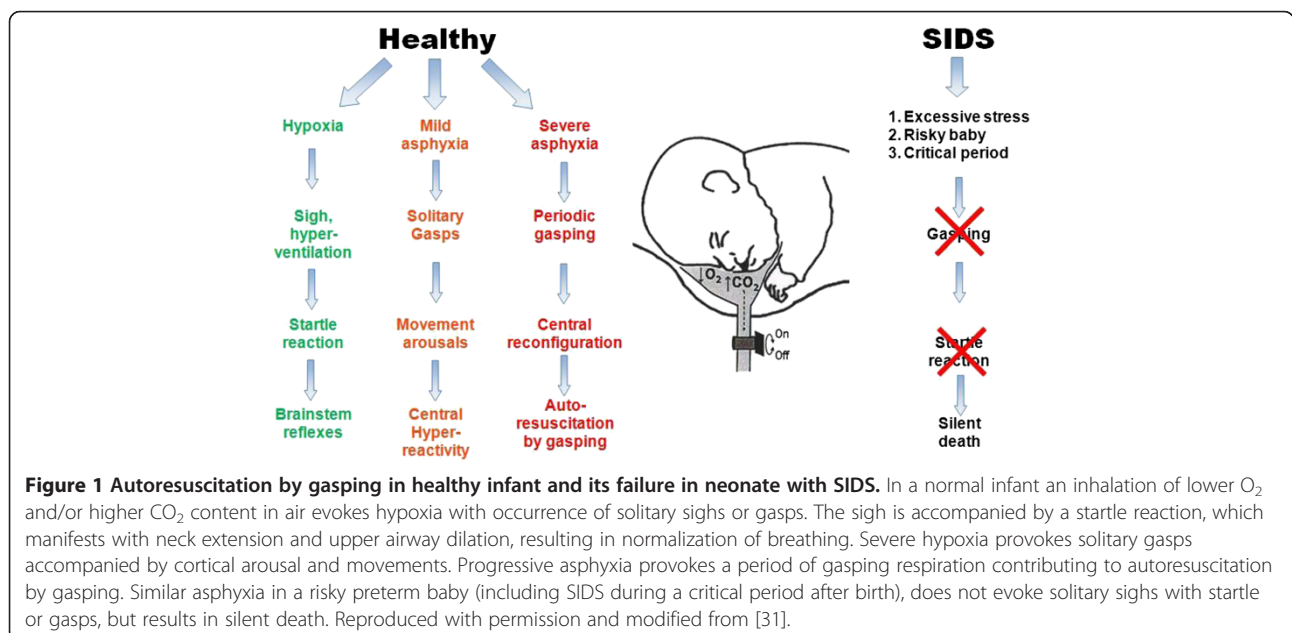 Healthy
SIDS
Hypoxia
Mild
asphyxia
Severe
asphyxia
1. Excessive stress
2. Risky baby
3. Critical period
Sigh,
hyper-
ventilation
Solitary
Gasps
Periodic
gasping
Gasping
↓O₂ ↑CO₂
On
Off
Startle
reaction
Movement
arousals
Central
reconfiguration
Startle
reaction
Brainstem
reflexes
Central
Hyper-
reactivity
Auto-
resuscitation
by gasping
Silent
death
Figure 1 Autoresuscitation by gasping in healthy infant and its failure in neonate with SIDS. In a normal infant an inhalation of lower O₂
and/or higher CO₂ content in air evokes hypoxia with occurrence of solitary sighs or gasps. The sigh is accompanied by a startle reaction, which
manifests with neck extension and upper airway dilation, resulting in normalization of breathing. Severe hypoxia provokes solitary gasps
accompanied by cortical arousal and movements. Progressive asphyxia provokes a period of gasping respiration contributing to autoresuscitation
by gasping. Similar asphyxia in a risky preterm baby (including SIDS during a critical period after birth), does not evoke solitary sighs with startle
or gasps, but results in silent death. Reproduced with permission and modified from [31].